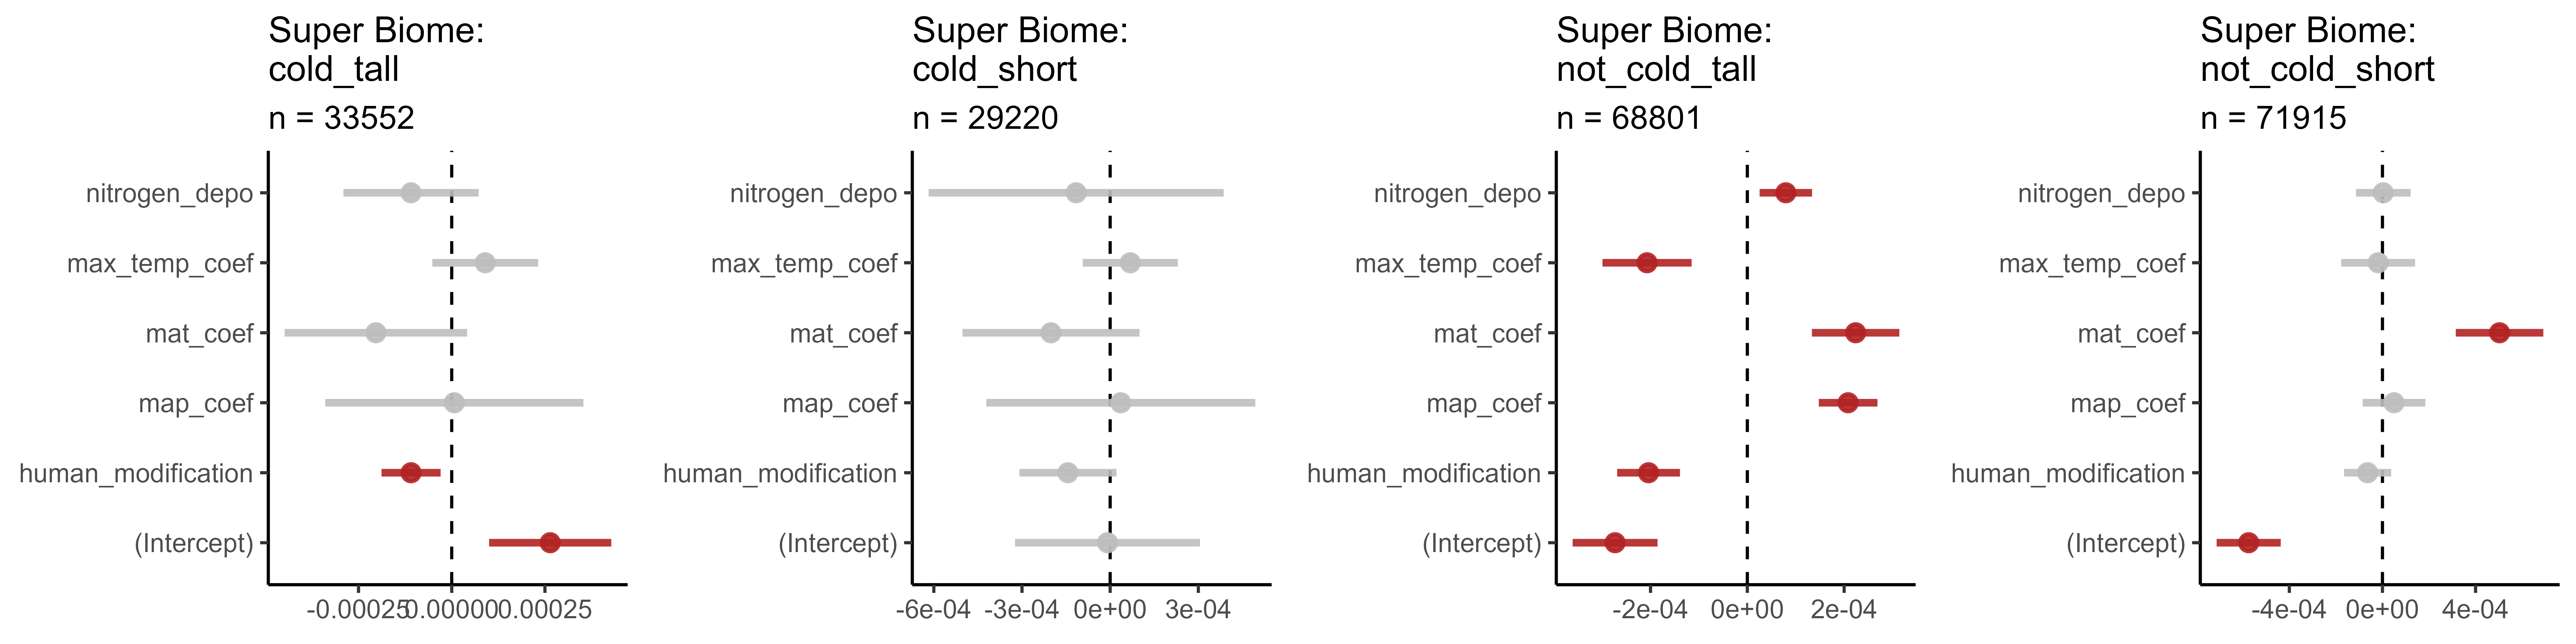 Super Biome:
cold_tall
n = 33552
nitrogen_depo
max_temp_coef
mat_coef
map_coef
human_modification
(Intercept)
-0.00025 0.00000 0.00025
Super Biome:
cold_short
n = 29220
nitrogen_depo
max_temp_coef
mat_coef
map_coef
human_modification
(Intercept)
-6e-04 -3e-04 0e+00 3e-04
Super Biome:
not_cold_tall
n = 68801
nitrogen_depo
max_temp_coef
mat_coef
map_coef
human_modification
(Intercept)
-2e-04 0e+00 2e-04
Super Biome:
not_cold_short
n = 71915
nitrogen_depo
max_temp_coef
mat_coef
map_coef
human_modification
(Intercept)
-4e-04 0e+00 4e-04